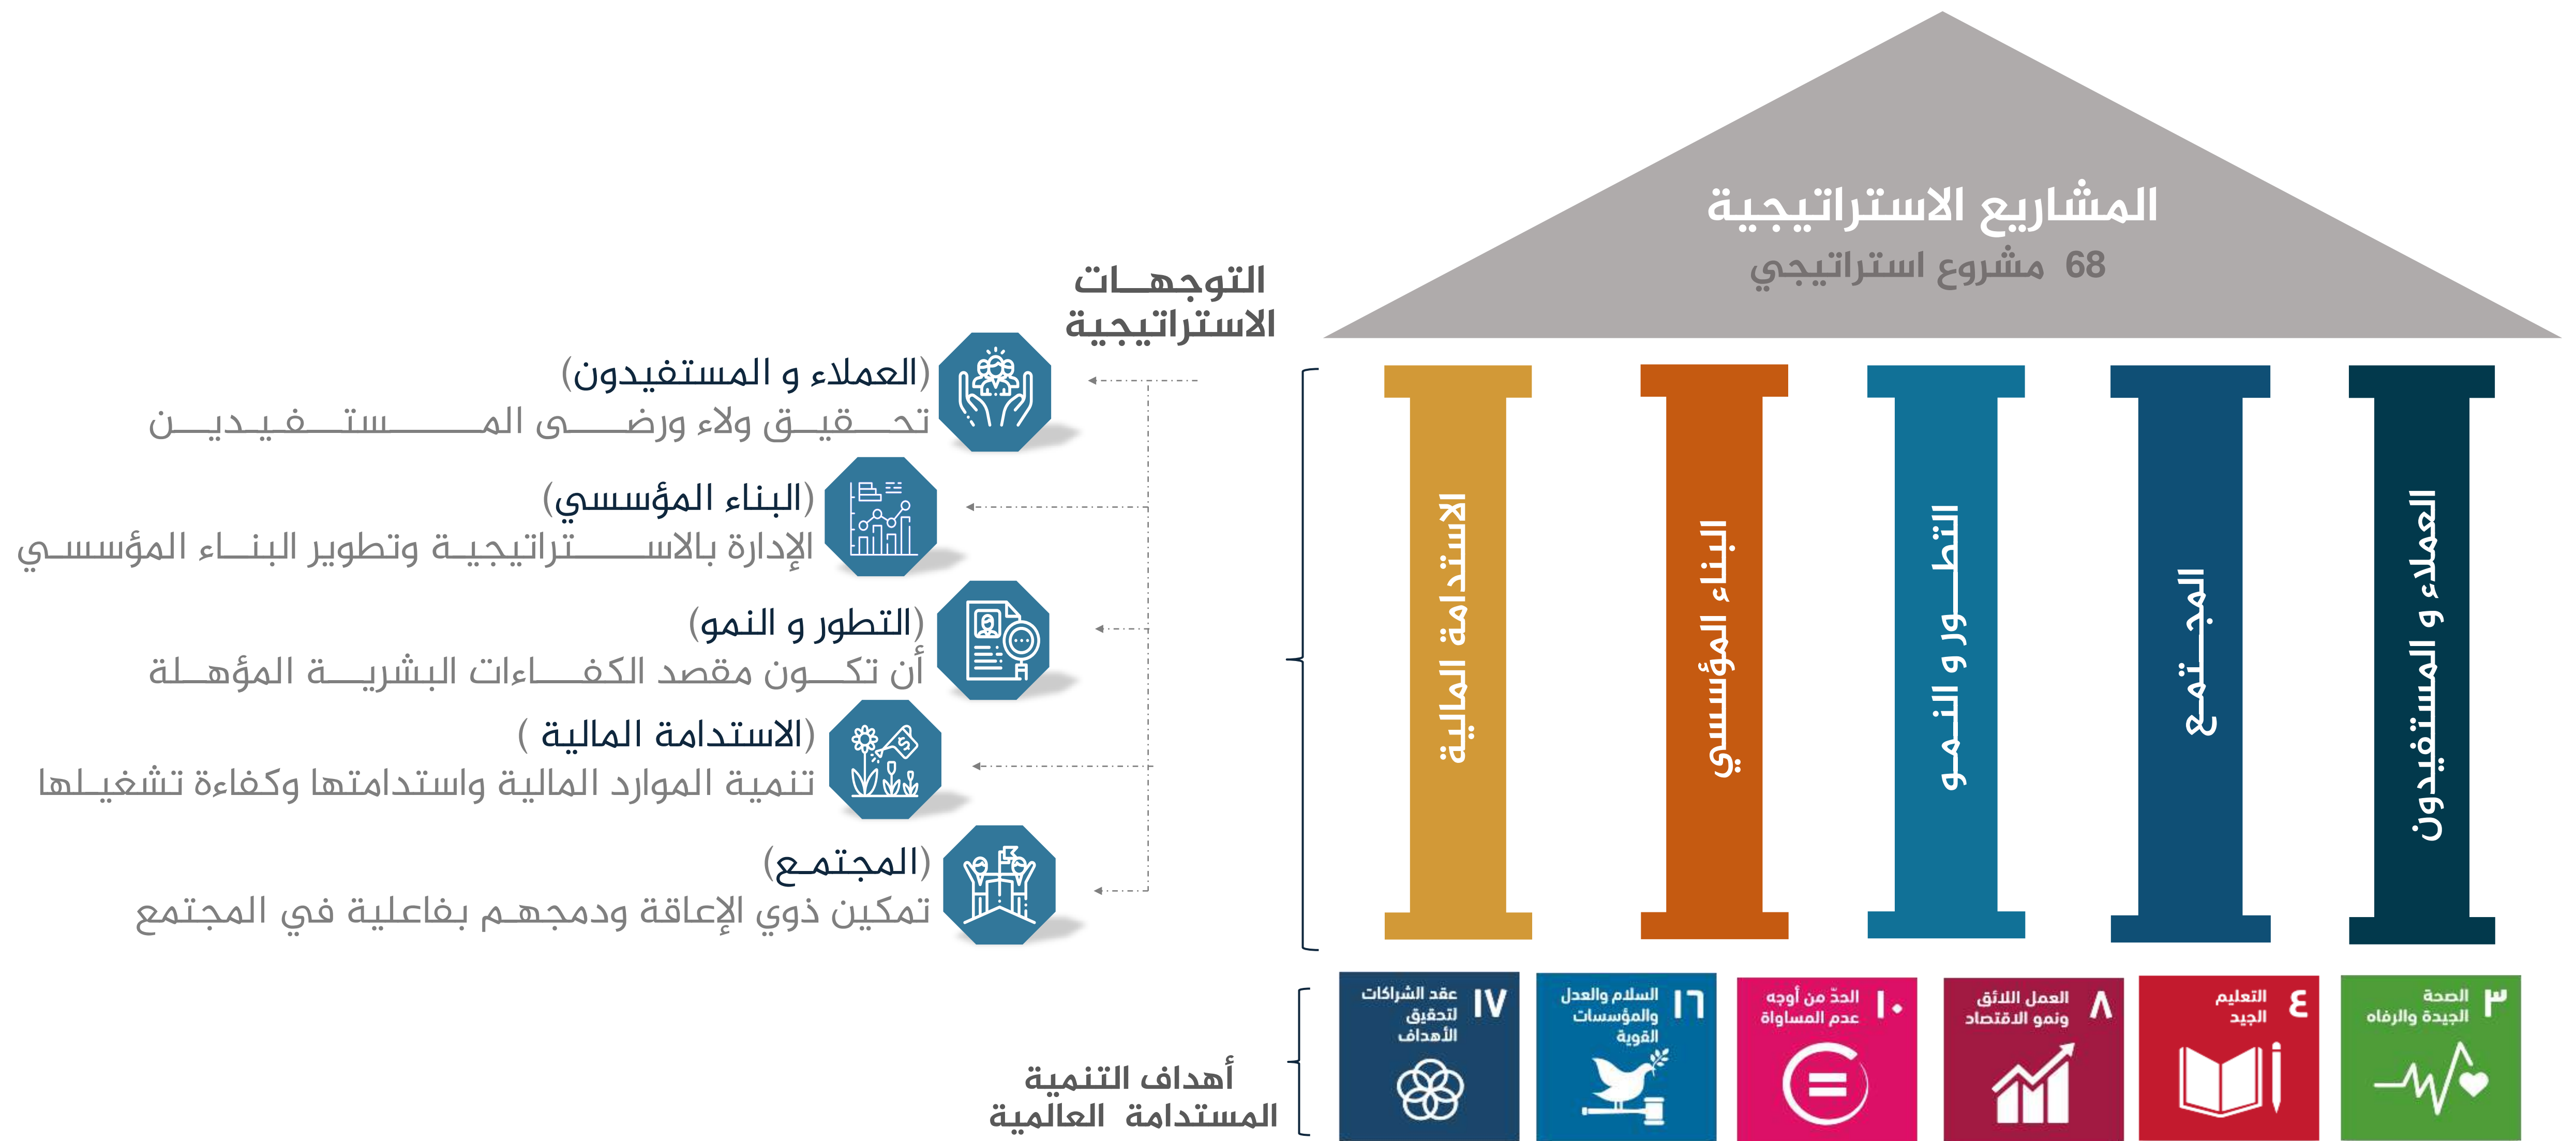 المشاريع الاستراتيجية
68 مشروع استراتيجي
العملاء و المستفيدون
المجتمع
التطور و النمو
البناء المؤسسي
الاستدامة المالية
التوجهات
الاستراتيجية
(العملاء و المستفيدون)
تحقيق ولاء ورضى المستفيدين
(البناء المؤسسي)
الإدارة بالاستراتيجية وتطوير البناء المؤسسي
(التطور و النمو)
أن تكون مقصد الكفاءات البشرية المؤهلة
(الاستدامة المالية )
تنمية الموارد المالية واستدامتها وكفاءة تشغيلها
(المجتمع)
تمكين ذوي الإعاقة ودمجهم بفاعلية في المجتمع
٣ الصحة
الجيدة والرفاه
٤ التعليم
الجيد
٨ العمل اللائق
ونمو الاقتصاد
١٠ الحدّ من أوجه
عدم المساواة
١٦ السلام والعدل
والمؤسسات
القوية
١٧ عقد الشراكات
لتحقيق
الأهداف
أهداف التنمية
المستدامة العالمية